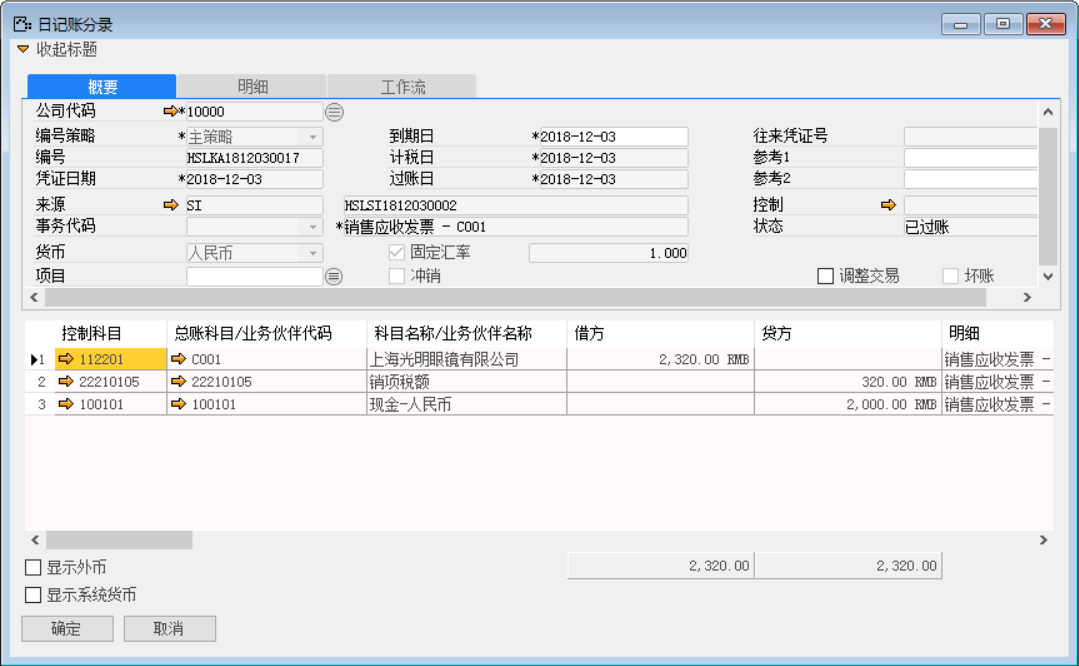 日记账分录
收起标题
概要 明细 工作流
公司代码 *10000
编号策略 *主策略 到期日 *2018-12-03 往来凭证号
编号 HSLKA1812030017 计税日 *2018-12-03 参考1
凭证日期 *2018-12-03 过账日 *2018-12-03 参考2
来源 SI HSLSI1812030002 控制
事务代码 *销售应收发票 - C001 状态 已过账
货币 人民币 固定汇率 1.000
项目 冲销 调整交易 坏账
控制科目 总账科目/业务伙伴代码 科目名称/业务伙伴名称 借方 贷方 明细
1 112201 C001 上海光明眼镜有限公司 2,320.00 RMB 销售应收发票 -
2 22210105 22210105 销项税额 320.00 RMB 销售应收发票 -
3 100101 100101 现金-人民币 2,000.00 RMB 销售应收发票 -
显示外币 2,320.00 2,320.00
显示系统货币
确定 取消